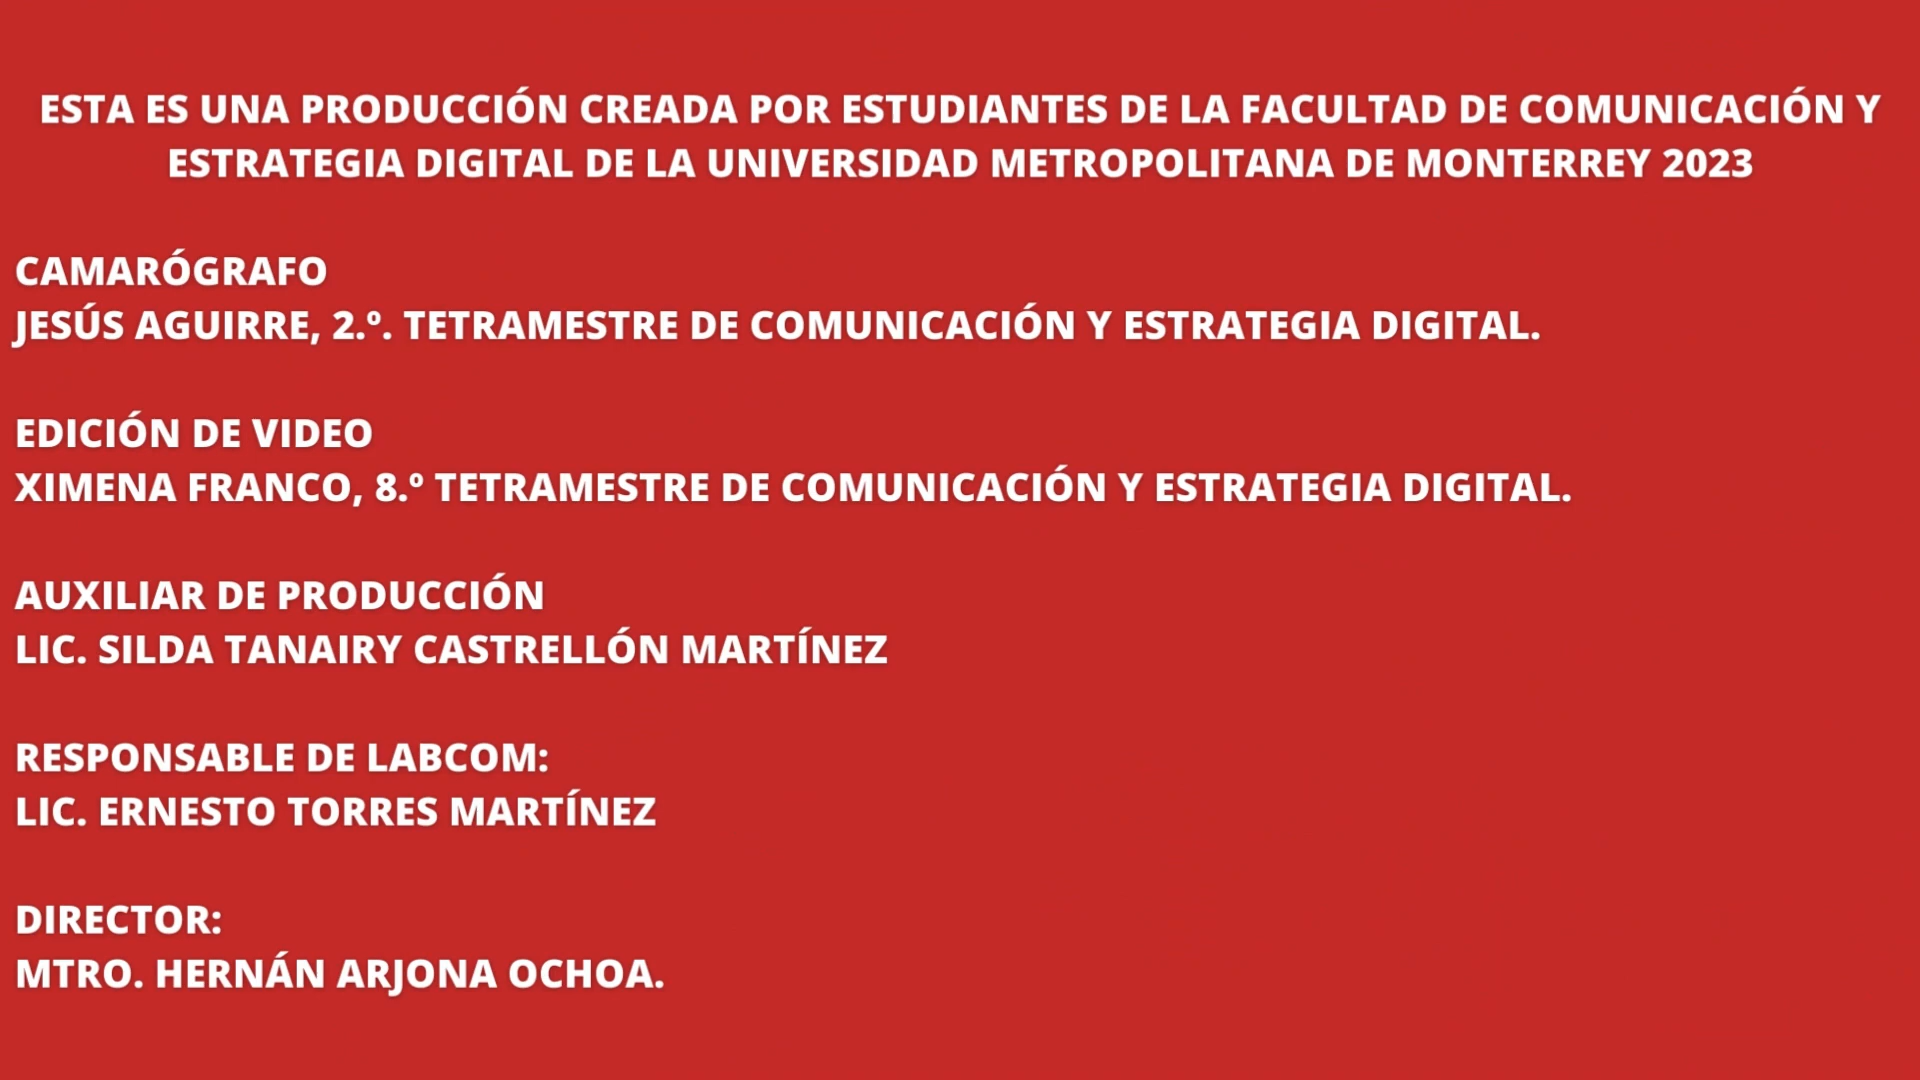 ESTA ES UNA PRODUCCIÓN CREADA POR ESTUDIANTES DE LA FACULTAD DE COMUNICACIÓN Y
ESTRATEGIA DIGITAL DE LA UNIVERSIDAD METROPOLITANA DE MONTERREY 2023
CAMARÓGRAFO
JESÚS AGUIRRE, 2.º. TETRAMESTRE DE COMUNICACIÓN Y ESTRATEGIA DIGITAL.
EDICIÓN DE VIDEO
XIMENA FRANCO, 8.º TETRAMESTRE DE COMUNICACIÓN Y ESTRATEGIA DIGITAL.
AUXILIAR DE PRODUCCIÓN
LIC. SILDA TANAIRY CASTRELLÓN MARTÍNEZ
RESPONSABLE DE LABCOM:
LIC. ERNESTO TORRES MARTÍNEZ
DIRECTOR:
MTRO. HERNÁN ARJONA OCHOA.